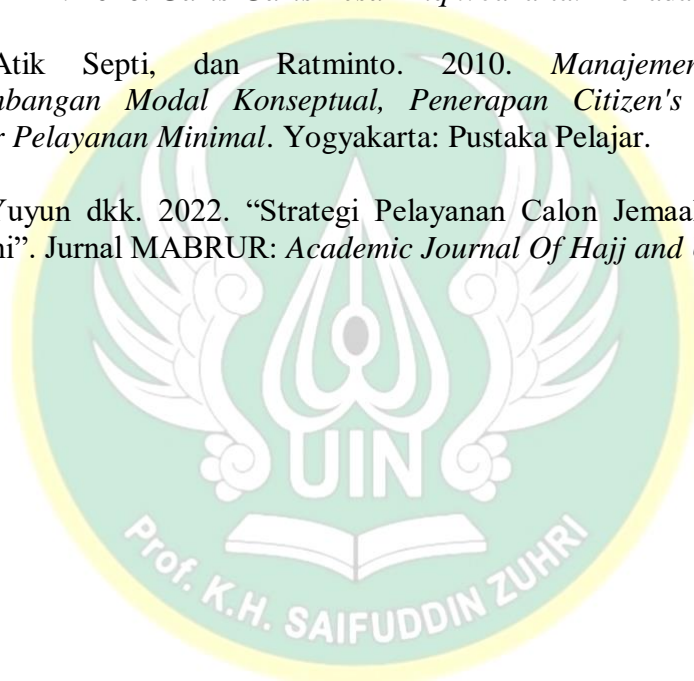 Atik Septi, dan Ratminto. 2010. Manajemen
bangan Modal Konseptual, Penerapan Citizen's
r Pelayanan Minimal. Yogyakarta: Pustaka Pelajar.
Yuyun dkk. 2022. “Strategi Pelayanan Calon Jemaah
ni”. Jurnal MABRUR: Academic Journal Of Hajj and
UIN
Prof. K.H. SAIFUDDIN ZUHRI